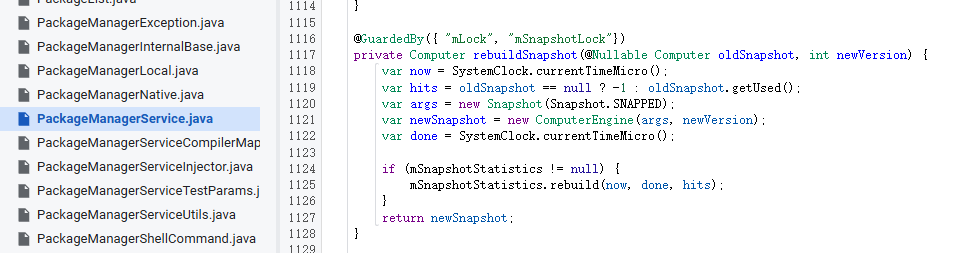 PackageList.java
PackageManagerException.java
PackageManagerInternalBase.java
PackageManagerLocal.java
PackageManagerNative.java
PackageManagerService.java
PackageManagerServiceCompilerMap
PackageManagerServiceInjector.java
PackageManagerServiceTestParams.j
PackageManagerServiceUtils.java
PackageManagerShellCommand.java
1114 }
1115
1116 @GuardedBy({ "mLock", "mSnapshotLock"})
1117 private Computer rebuildSnapshot(@Nullable Computer oldSnapshot, int newVersion) {
1118 var now = SystemClock.currentTimeMicro();
1119 var hits = oldSnapshot == null ? -1 : oldSnapshot.getUsed();
1120 var args = new Snapshot(Snapshot.SNAPPED);
1121 var newSnapshot = new ComputerEngine(args, newVersion);
1122 var done = SystemClock.currentTimeMicro();
1123
1124 if (mSnapshotStatistics != null) {
1125 mSnapshotStatistics.rebuild(now, done, hits);
1126 }
1127 return newSnapshot;
1128 }
1129